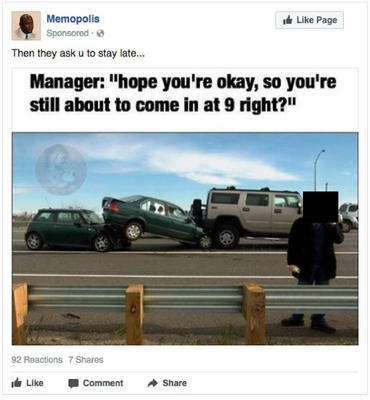 Memopolis
Like Page
Sponsored ·
Then they ask u to stay late...
Manager: "hope you're okay, so you're
still about to come in at 9 right?"
92 Reactions 7 Shares
Like Comment Share